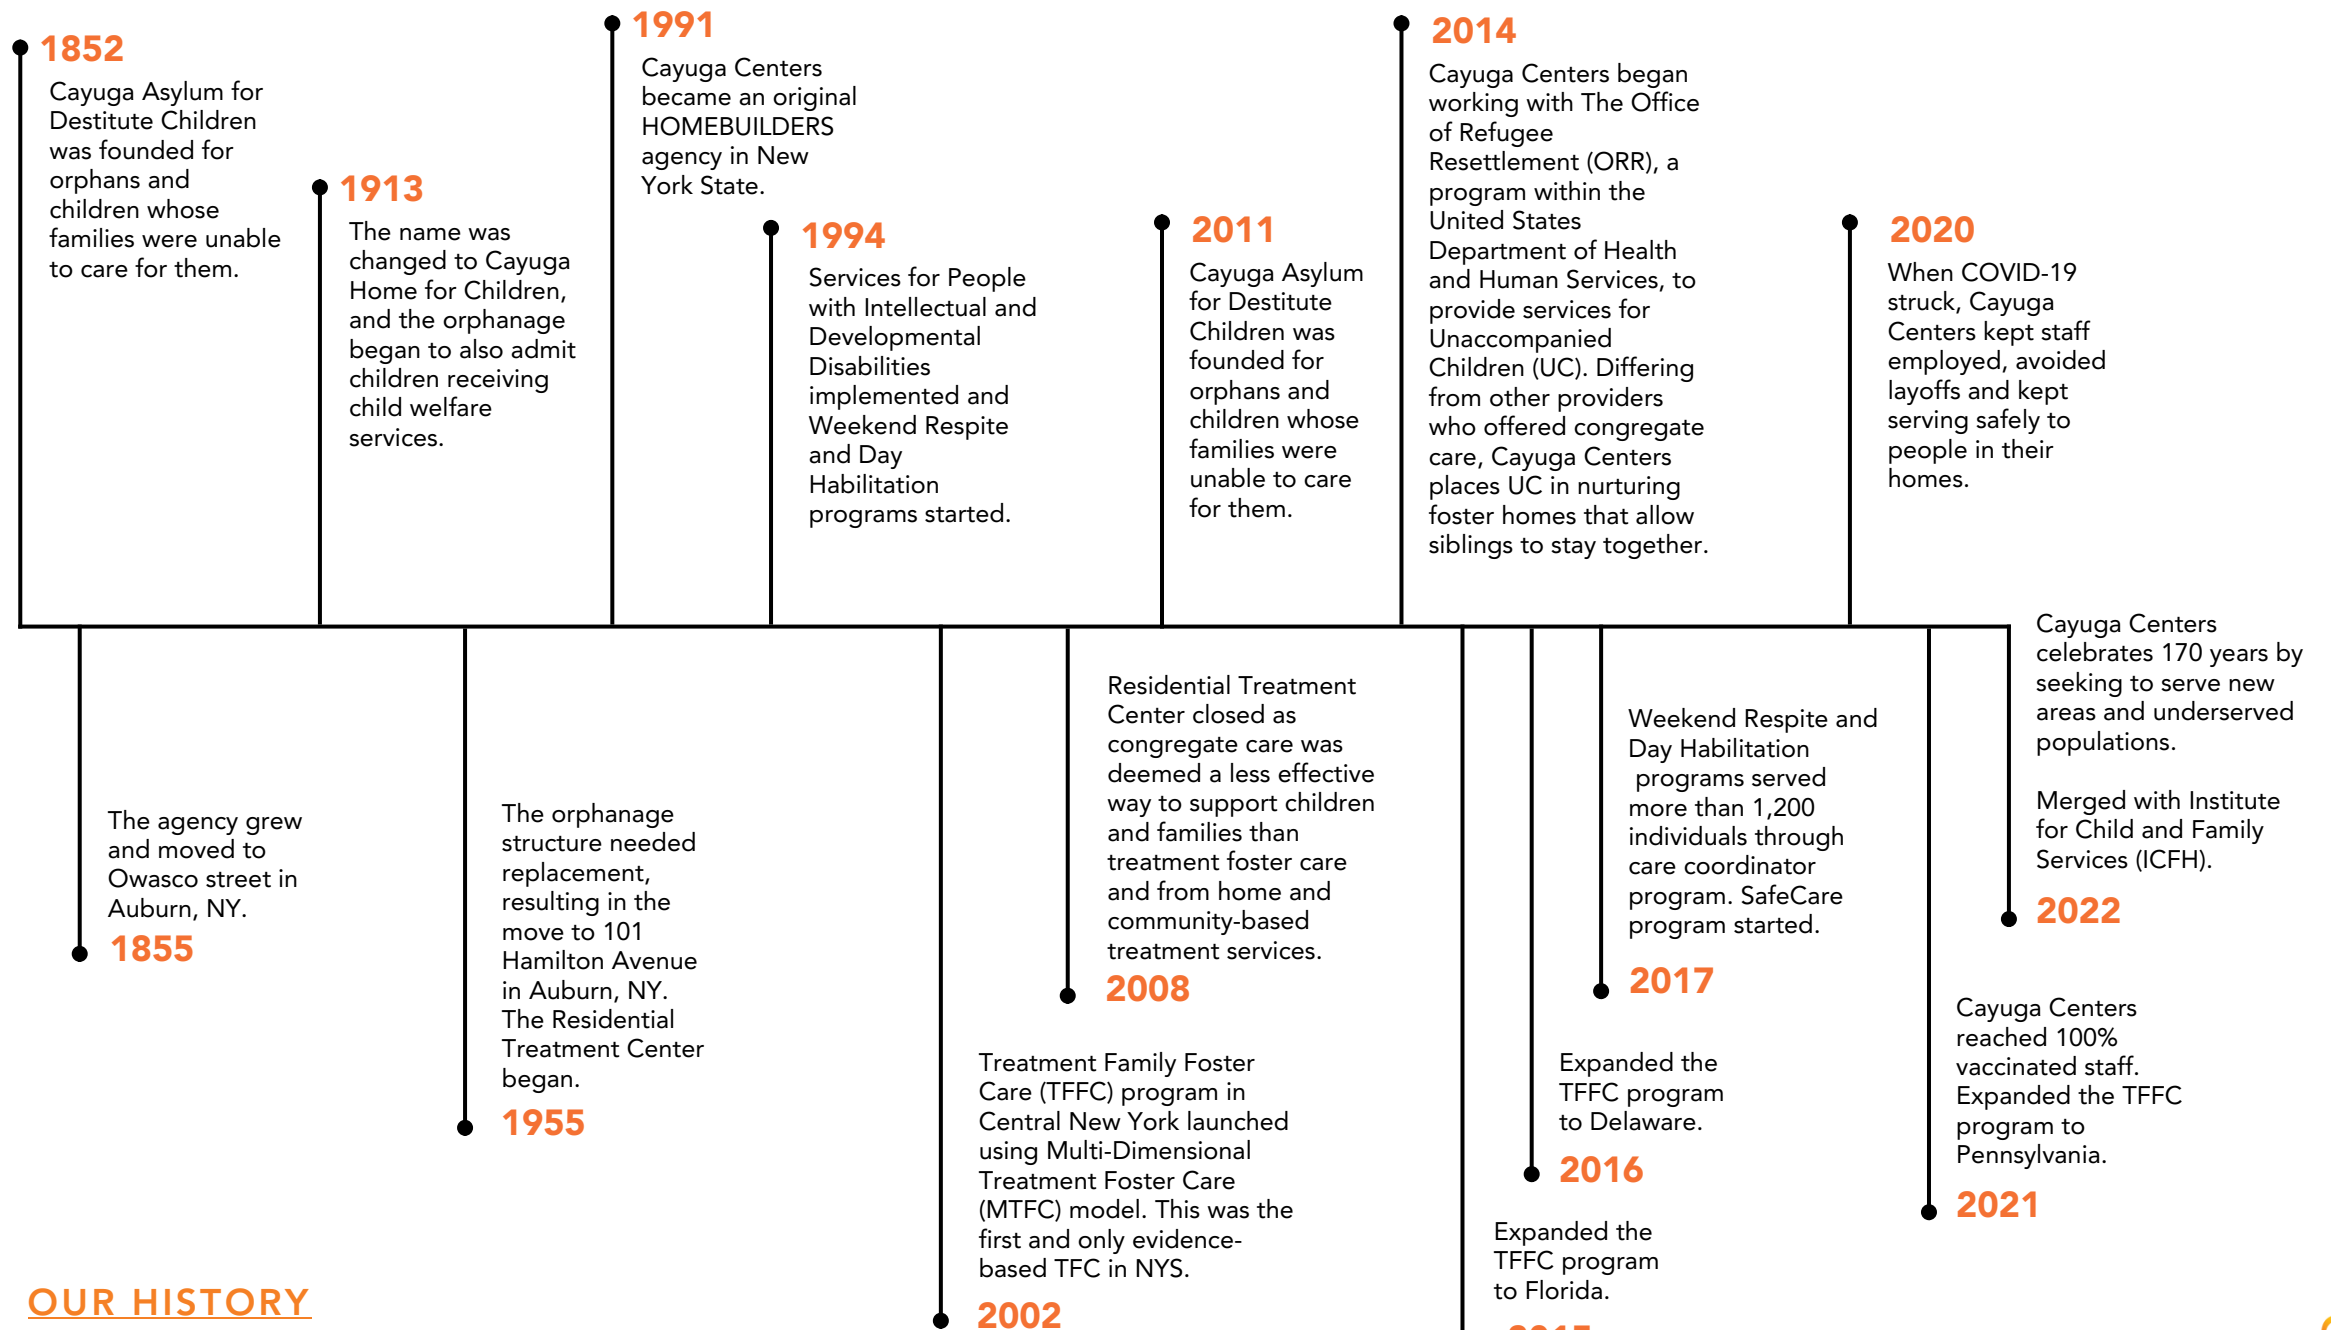 1852
Cayuga Asylum for
Destitute Children
was founded for
orphans and
children whose
families were unable
to care for them.
1913
The name was
changed to Cayuga
Home for Children,
and the orphanage
began to also admit
children receiving
child welfare
services.
1991
Cayuga Centers
became an original
HOMEBUILDERS
agency in New
York State.
1994
Services for People
with Intellectual and
Developmental
Disabilities
implemented and
Weekend Respite
and Day
Habilitation
programs started.
2011
Cayuga Asylum
for Destitute
Children was
founded for
orphans and
children whose
families were
unable to care
for them.
2014
Cayuga Centers began
working with The Office
of Refugee
Resettlement (ORR), a
program within the
United States
Department of Health
and Human Services, to
provide services for
Unaccompanied
Children (UC). Differing
from other providers
who offered congregate
care, Cayuga Centers
places UC in nurturing
foster homes that allow
siblings to stay together.
2020
When COVID-19
struck, Cayuga
Centers kept staff
employed, avoided
layoffs and kept
serving safely to
people in their
homes.
The agency grew
and moved to
Owasco street in
Auburn, NY.
1855
The orphanage
structure needed
replacement,
resulting in the
move to 101
Hamilton Avenue
in Auburn, NY.
The Residential
Treatment Center
began.
1955
Treatment Family Foster
Care (TFFC) program in
Central New York launched
using Multi-Dimensional
Treatment Foster Care
(MTFC) model. This was the
first and only evidence-
based TFC in NYS.
2002
Residential Treatment
Center closed as
congregate care was
deemed a less effective
way to support children
and families than
treatment foster care
and from home and
community-based
treatment services.
2008
Expanded the
TFFC program
to Florida.
2015
Expanded the
TFFC program
to Delaware.
2016
Weekend Respite and
Day Habilitation
programs served
more than 1,200
individuals through
care coordinator
program. SafeCare
program started.
2017
Cayuga Centers
reached 100%
vaccinated staff.
Expanded the TFFC
program to
Pennsylvania.
2021
Cayuga Centers
celebrates 170 years by
seeking to serve new
areas and underserved
populations.
Merged with Institute
for Child and Family
Services (ICFH).
2022
OUR HISTORY